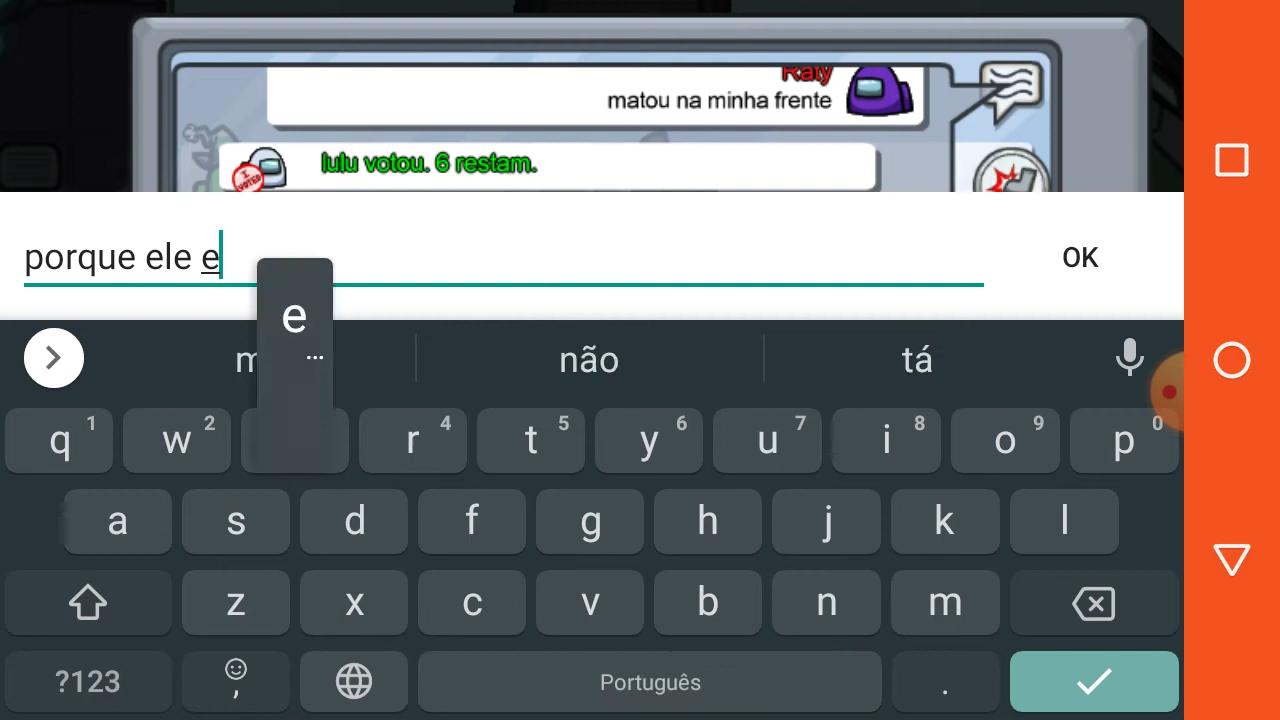 Raty
matou na minha frente
I VOTED
lulu votou. 6 restam.
porque ele e
OK
e
...
não
tá
q 1 w 2 r 4 t 5 y 6 u 7 i 8 o 9 p 0
a s d f g h j k l
z x c v b n m
?123 , Português .